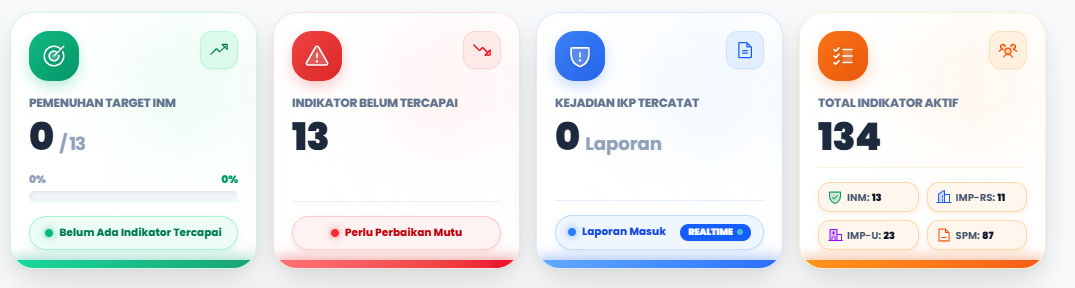 PEMENUHAN TARGET INM
0 / 13
0% 0%
Belum Ada Indikator Tercapai
INDIKATOR BELUM TERCAPAI
13
Perlu Perbaikan Mutu
KEJADIAN IKP TERCATAT
0 Laporan
Laporan Masuk REALTIME
TOTAL INDIKATOR AKTIF
134
INM: 13 IMP-RS: 11
IMP-U: 23 SPM: 87